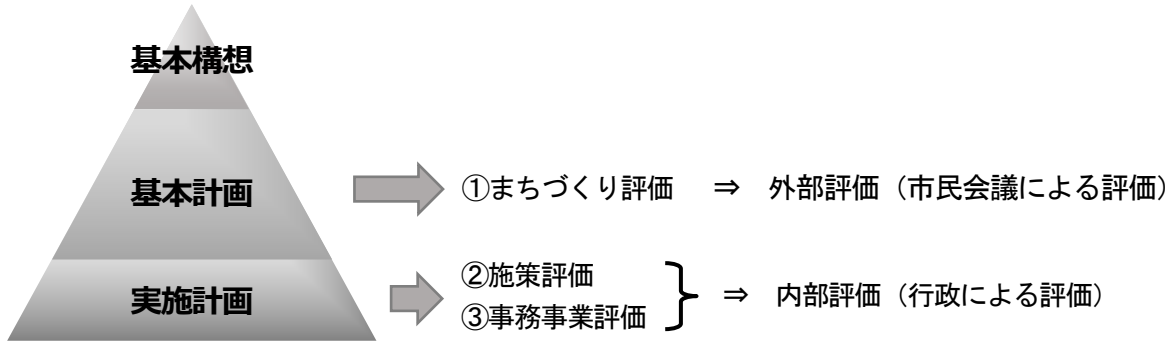 基本構想
基本計画
①まちづくり評価 ⇒ 外部評価（市民会議による評価）
実施計画
②施策評価
③事務事業評価
⇒ 内部評価（行政による評価）